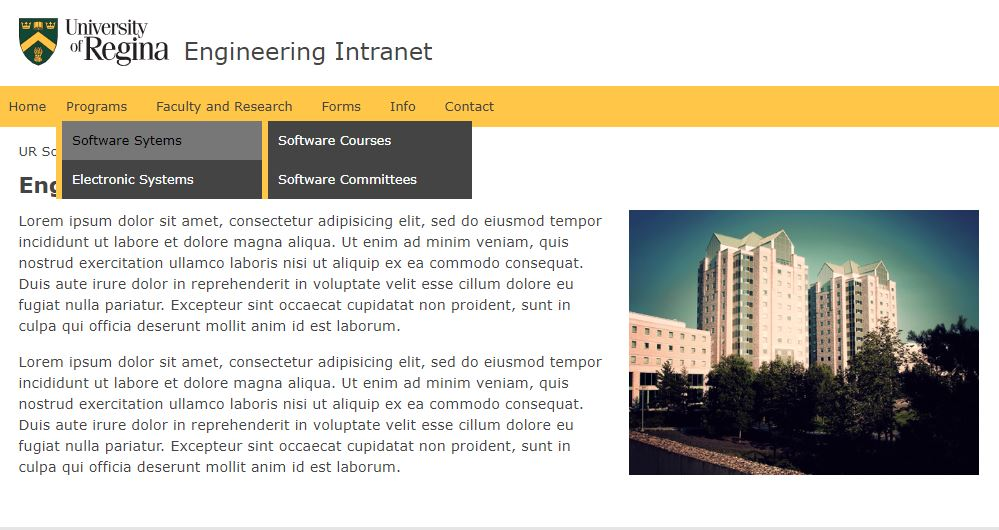 University
of Regina
Engineering Intranet
Home Programs Faculty and Research Forms Info Contact
Software Sytems
Software Courses
UR
Electronic Systems
Software Committees
Lorem ipsum dolor sit amet, consectetur adipisicing elit, sed do eiusmod tempor
incididunt ut labore et dolore magna aliqua. Ut enim ad minim veniam, quis
nostrud exercitation ullamco laboris nisi ut aliquip ex ea commodo consequat.
Duis aute irure dolor in reprehenderit in voluptate velit esse cillum dolore eu
fugiat nulla pariatur. Excepteur sint occaecat cupidatat non proident, sunt in
culpa qui officia deserunt mollit anim id est laborum.
Lorem ipsum dolor sit amet, consectetur adipisicing elit, sed do eiusmod tempor
incididunt ut labore et dolore magna aliqua. Ut enim ad minim veniam, quis
nostrud exercitation ullamco laboris nisi ut aliquip ex ea commodo consequat.
Duis aute irure dolor in reprehenderit in voluptate velit esse cillum dolore eu
fugiat nulla pariatur. Excepteur sint occaecat cupidatat non proident, sunt in
culpa qui officia deserunt mollit anim id est laborum.